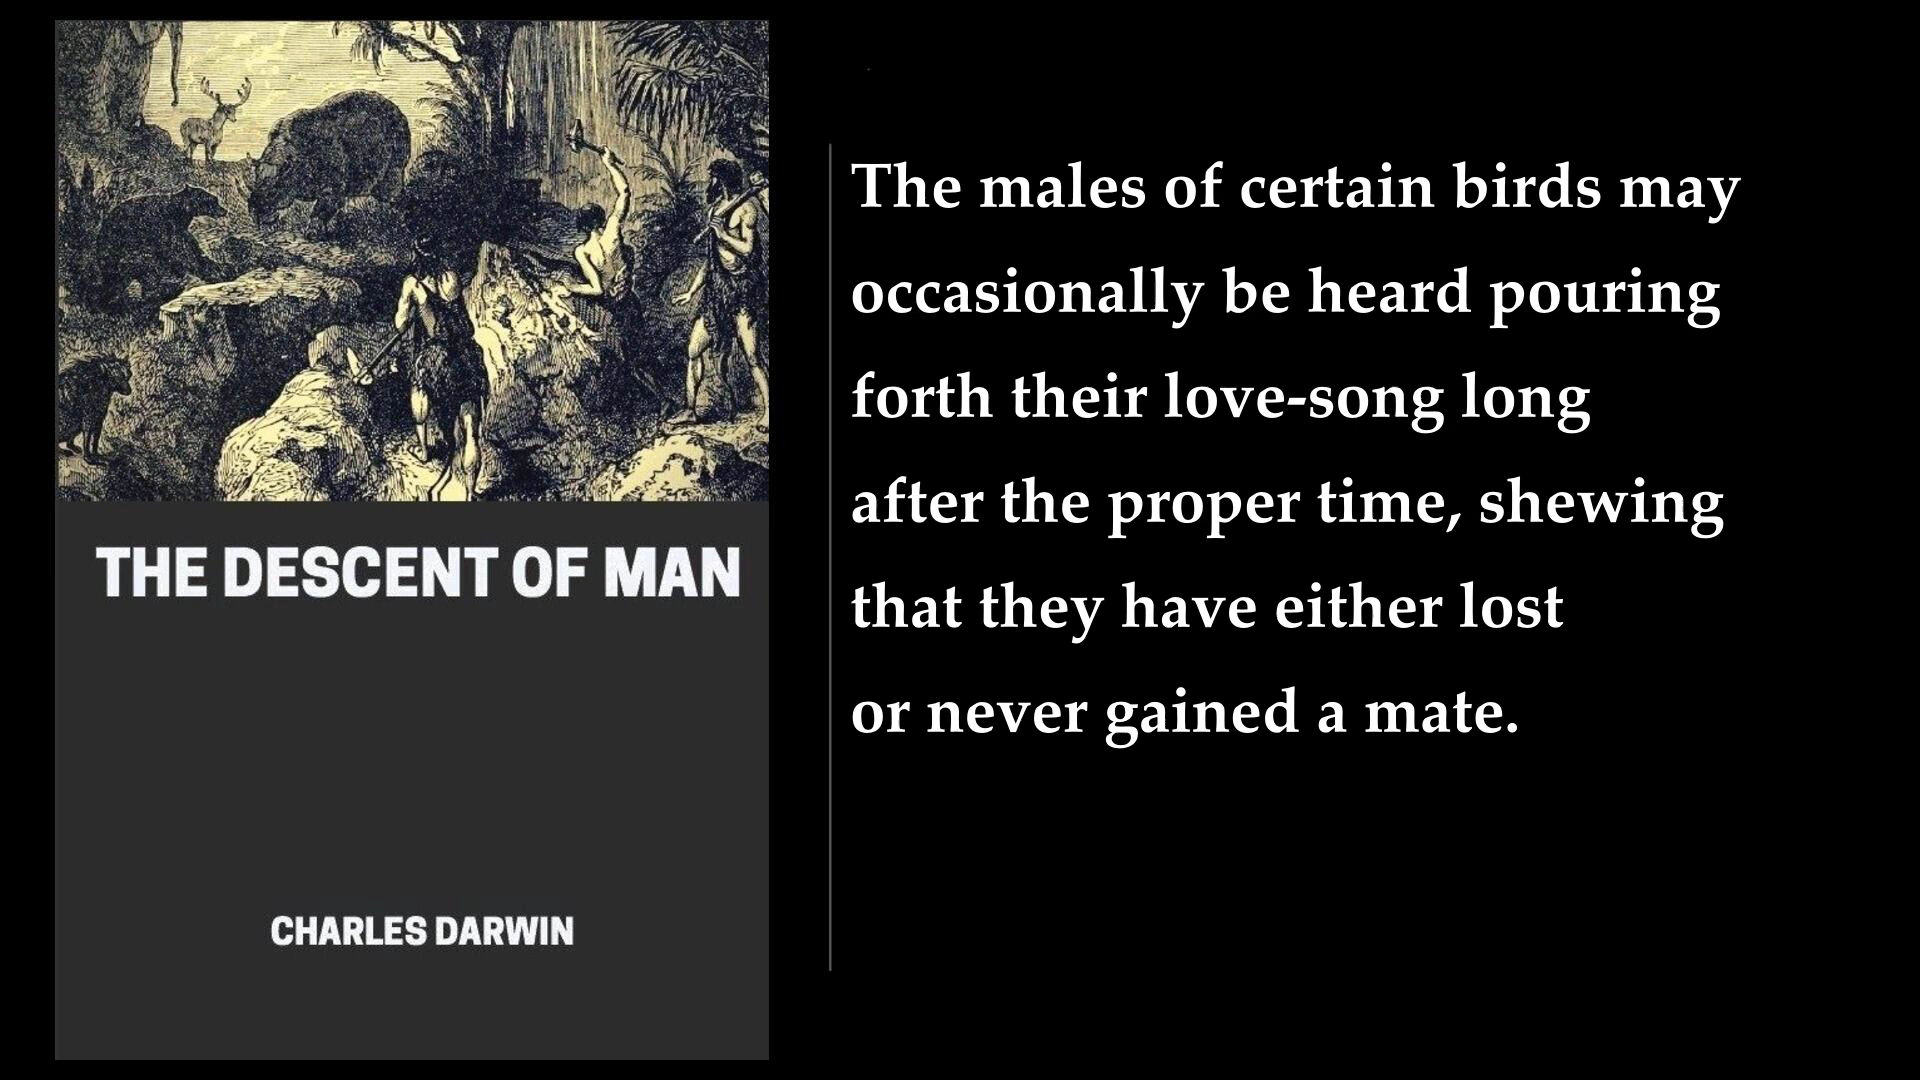 THE DESCENT OF MAN
CHARLES DARWIN
The males of certain birds may
occasionally be heard pouring
forth their love-song long
after the proper time, shewing
that they have either lost
or never gained a mate.